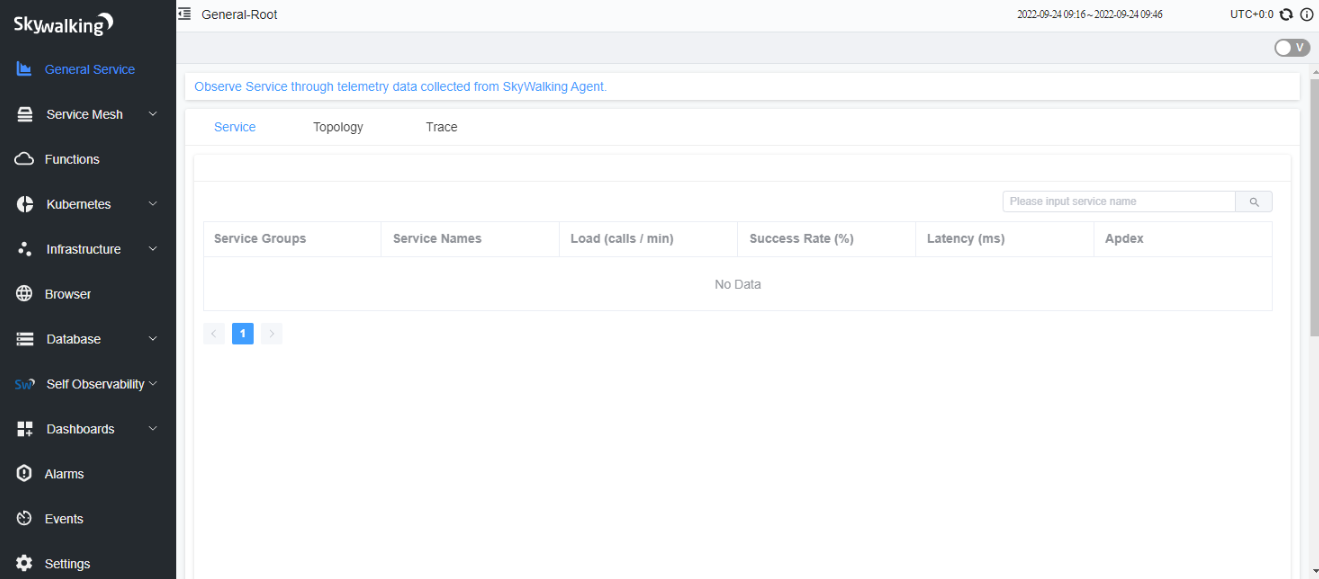 Skywalking
General-Root
2022-09-24 09:16~2022-09-24 09:46
UTC+0:0
V
General Service
Service Mesh
Functions
Kubernetes
Infrastructure
Browser
Database
Sw Self Observability
Dashboards
Alarms
Events
Settings
Observe Service through telemetry data collected from SkyWalking Agent.
Service Topology Trace
Please input service name
Service Groups Service Names Load (calls / min) Success Rate (%) Latency (ms) Apdex
No Data
< 1 >